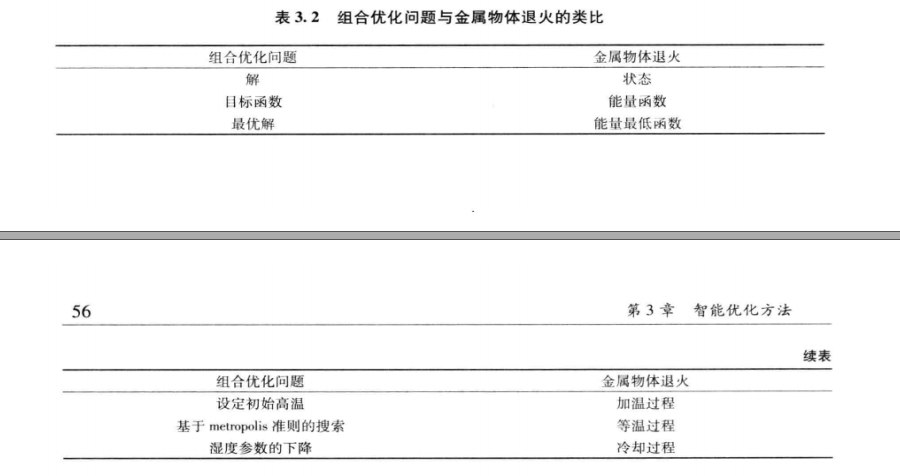 表 3.2 组合优化问题与金属物体退火的类比
组合优化问题 金属物体退火
解 状态
目标函数 能量函数
最优解 能量最低函数
56 第 3 章 智能优化方法
续表
组合优化问题 金属物体退火
设定初始高温 加温过程
基于 metropolis 准则的搜索 等温过程
湿度参数的下降 冷却过程